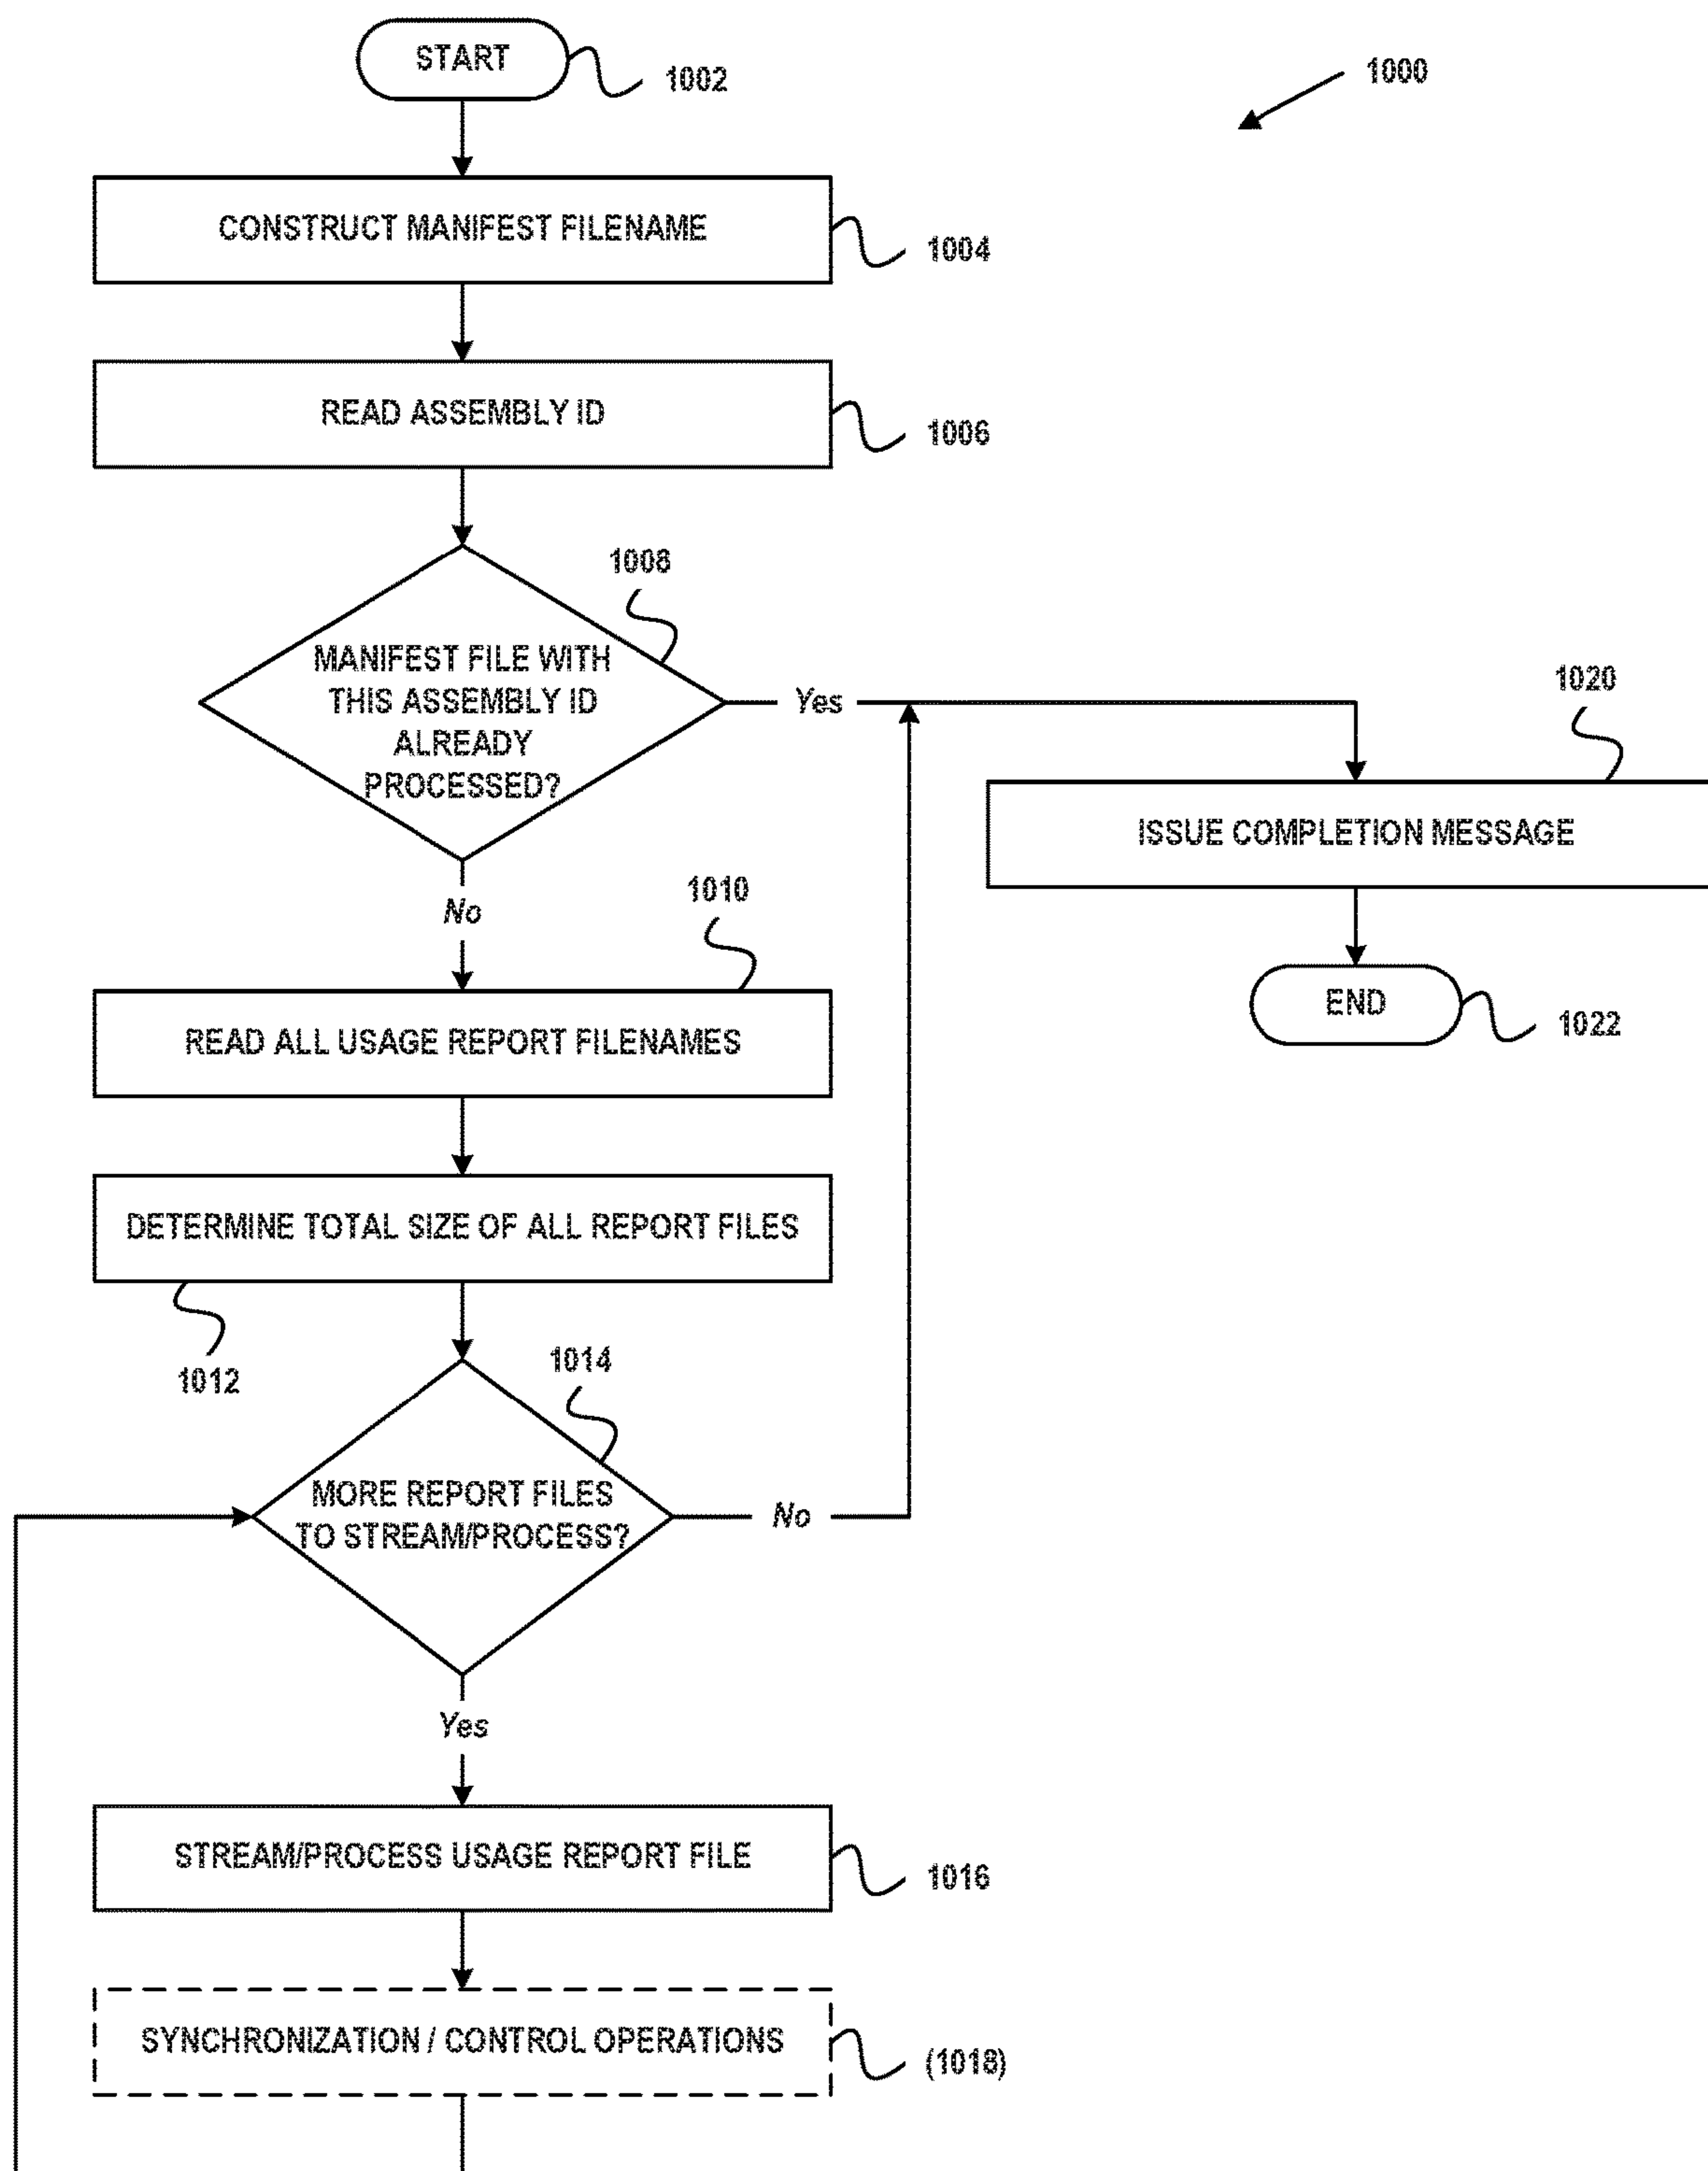 START
1002
1000
CONSTRUCT MANIFEST FILENAME
1004
READ ASSEMBLY ID
1006
1008
MANIFEST FILE WITH
THIS ASSEMBLY ID
ALREADY
PROCESSED?
Yes
1020
ISSUE COMPLETION MESSAGE
No
1010
END
1022
READ ALL USAGE REPORT FILENAMES
DETERMINE TOTAL SIZE OF ALL REPORT FILES
1012
1014
MORE REPORT FILES
TO STREAM/PROCESS?
No
Yes
STREAM/PROCESS USAGE REPORT FILE
1016
SYNCHRONIZATION / CONTROL OPERATIONS
(1018)